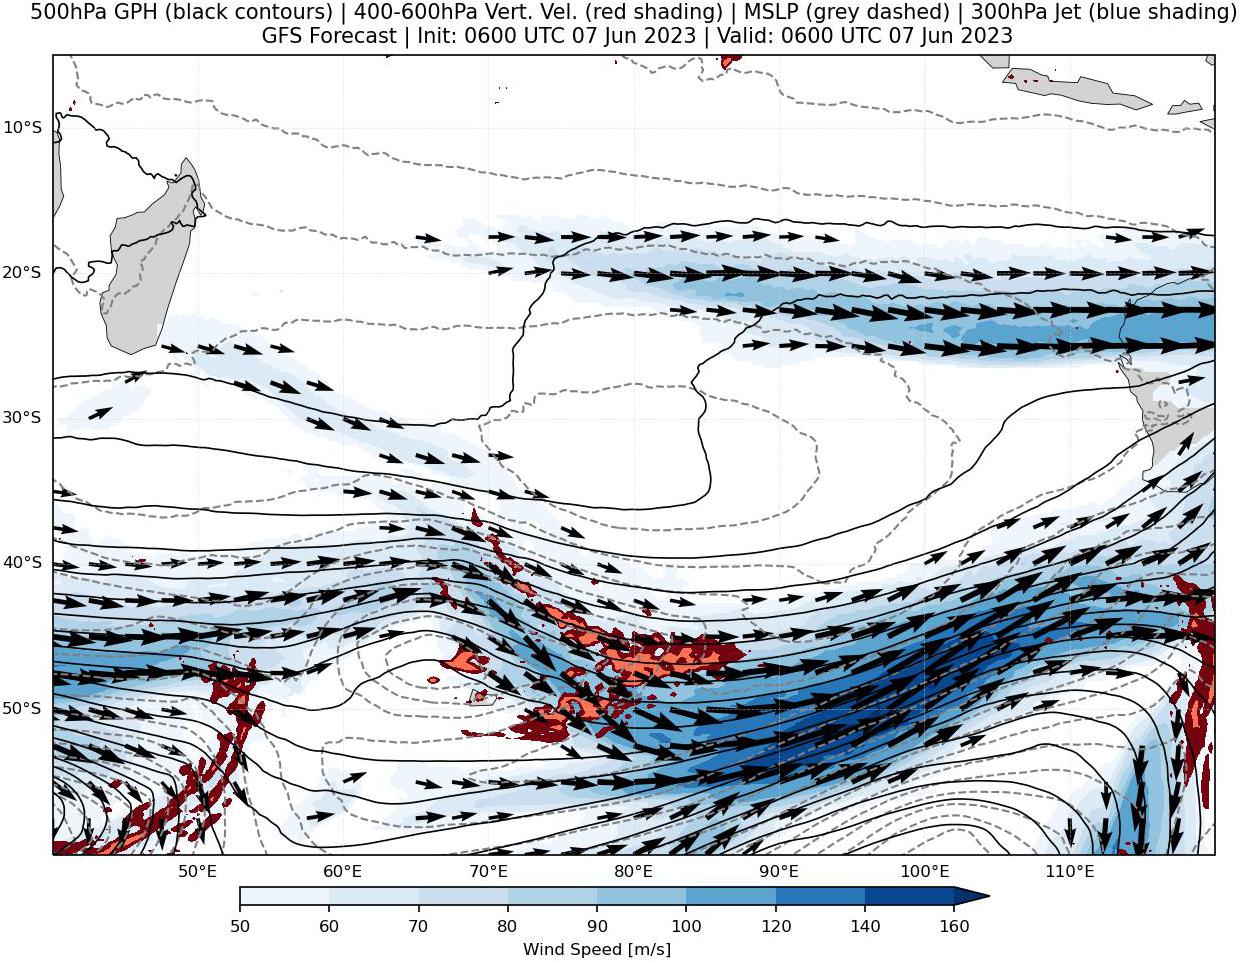 500hPa GPH (black contours) | 400-600hPa Vert. Vel. (red shading) | MSLP (grey dashed) | 300hPa Jet (blue shading)
GFS Forecast | Init: 0600 UTC 07 Jun 2023 | Valid: 0600 UTC 07 Jun 2023
10°S
20°S
30°S
40°S
50°S
50°E 60°E 70°E 80°E 90°E 100°E 110°E
50 60 70 80 90 100 120 140 160
Wind Speed [m/s]